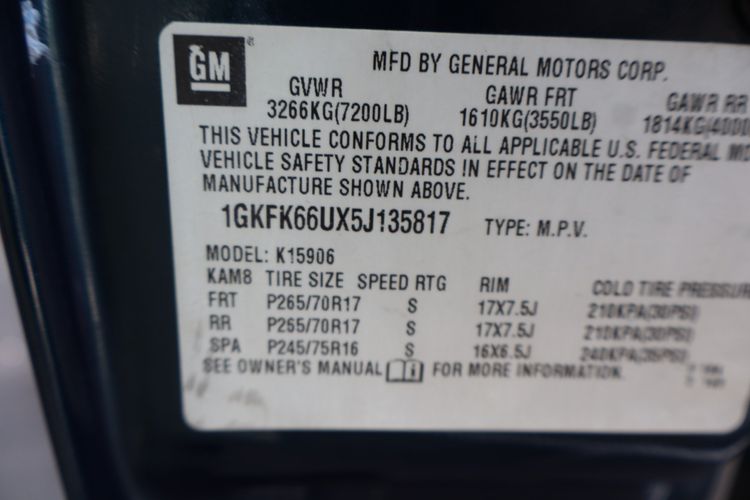 GM
MFD BY GENERAL MOTORS CORP.
GVWR GAWR FRT GAWR RR
3266KG(7200LB) 1610KG(3550LB) 1814KG(4000
THIS VEHICLE CONFORMS TO ALL APPLICABLE U.S. FEDERAL MO
VEHICLE SAFETY STANDARDS IN EFFECT ON THE DATE OF
MANUFACTURE SHOWN ABOVE.
1GKFK66UX5J135817 TYPE: M.P.V.
MODEL: K15906
KAM8 TIRE SIZE SPEED RTG RIM COLD TIRE PRESSUR
FRT P265/70R17 S 17X7.5J 210KPA(30PSI)
RR P265/70R17 S 17X7.5J 210KPA(30PSI)
SPA P245/75R16 S 16X6.5J 240KPA(35PSI)
SEE OWNER'S MANUAL FOR MORE INFORMATION.